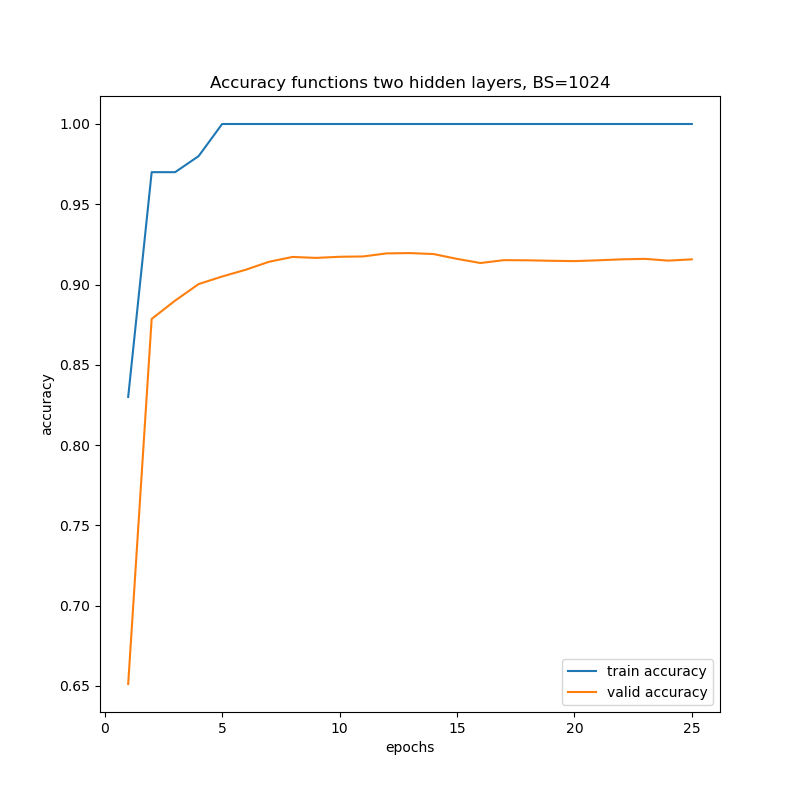 Accuracy functions two hidden layers, BS=1024
1.00
0.95
0.90
0.85
0.80
0.75
0.70
0.65
accuracy
train accuracy
valid accuracy
0 5 10 15 20 25
epochs